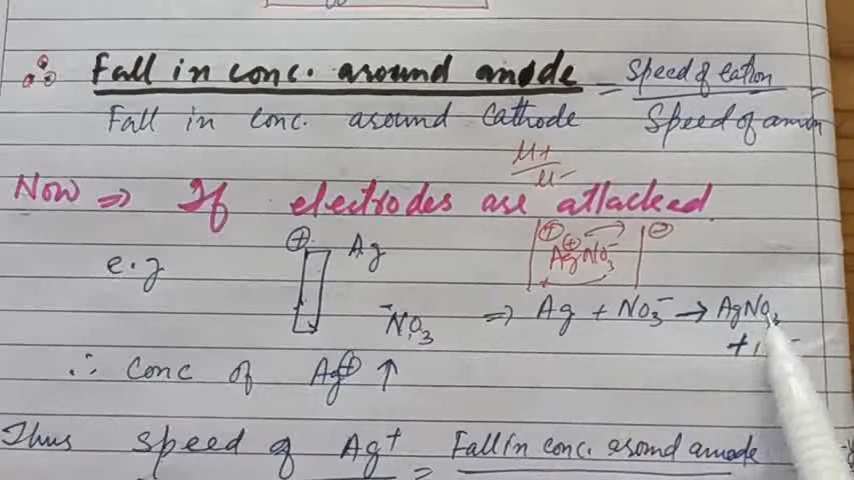 ∴ Fall in conc. around anode = Speed of cation =
Fall in conc. around Cathode Speed of anion
μ+
μ-
Now ⇒ If electrodes are attacked.
⊕ Ag ⊕ ⊕ ⊖
e.g AgNO3-
-NO3 ⇒ Ag + NO3- → AgNO3
+
∴ Conc of Ag⊕ ↑
Thus Speed of Ag+ = Fall in conc. around anode